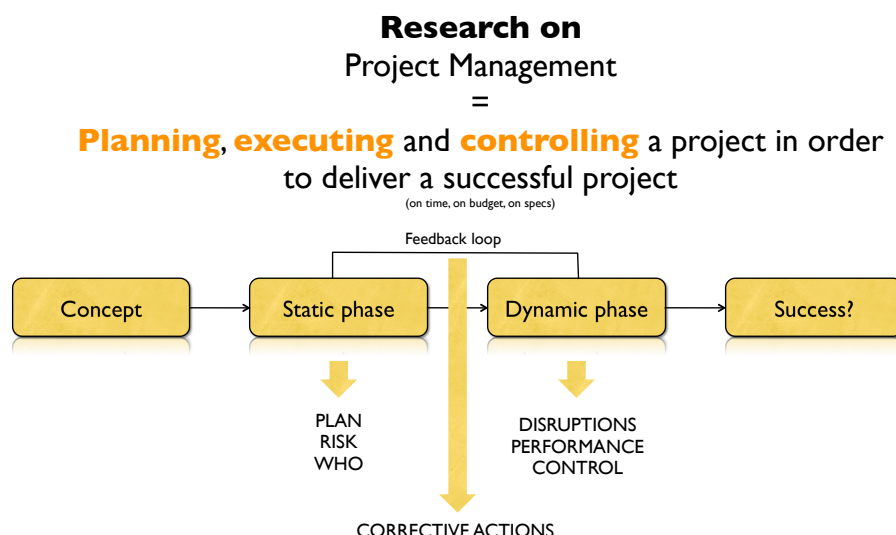 Research on
Project Management
=
Planning, executing and controlling a project in order
to deliver a successful project
(on time, on budget, on specs)
Feedback loop
Concept
Static phase
Dynamic phase
Success?
PLAN
RISK
WHO
DISRUPTIONS
PERFORMANCE
CONTROL
CORRECTIVE ACTIONS